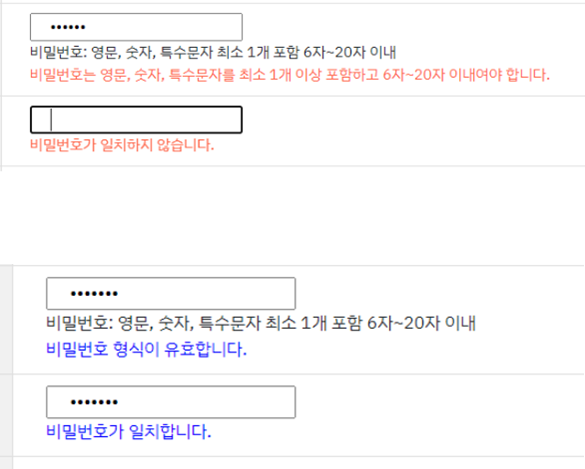 ••••••
비밀번호: 영문, 숫자, 특수문자 최소 1개 포함 6자~20자 이내
비밀번호는 영문, 숫자, 특수문자를 최소 1개 이상 포함하고 6자~20자 이내여야 합니다.
비밀번호가 일치하지 않습니다.
•••••••
비밀번호: 영문, 숫자, 특수문자 최소 1개 포함 6자~20자 이내
비밀번호 형식이 유효합니다.
•••••••
비밀번호가 일치합니다.